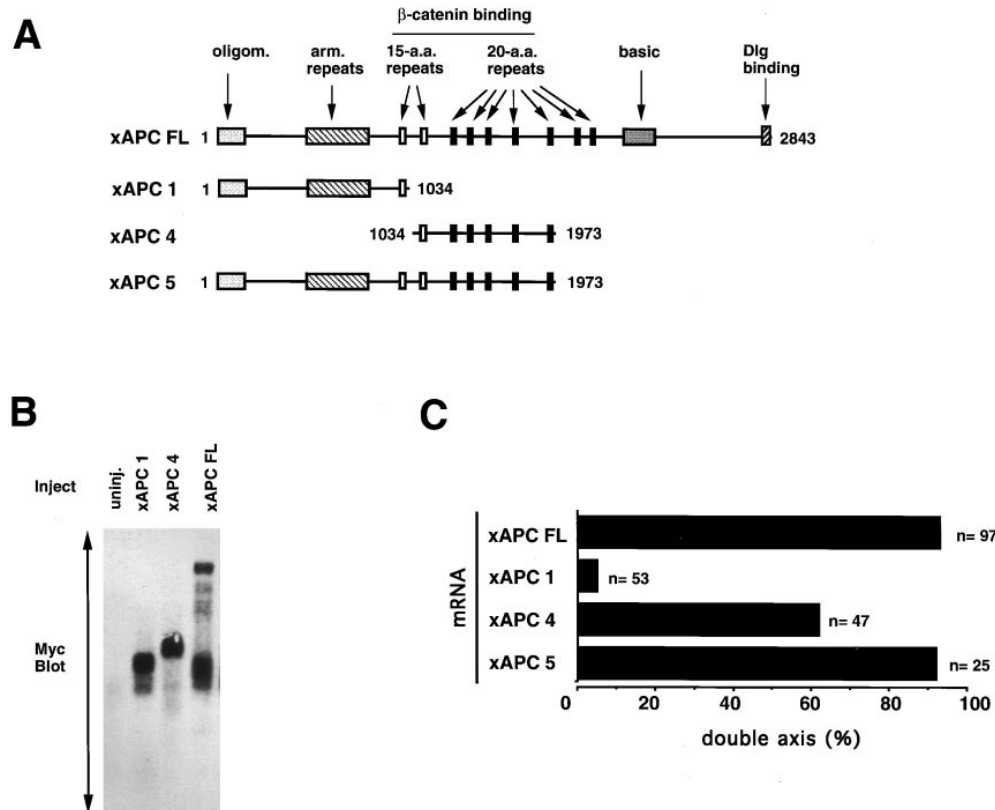 A
β-catenin binding
oligom.
arm.
repeats
15-a.a.
repeats
20-a.a.
repeats
basic
Dlg
binding
xAPC FL 1 2843
xAPC 1 1 1034
xAPC 4 1034 1973
xAPC 5 1 1973
B
Inject
uninj.
xAPC 1
xAPC 4
xAPC FL
Myc
Blot
C
mRNA
xAPC FL n= 97
xAPC 1 n= 53
xAPC 4 n= 47
xAPC 5 n= 25
0 20 40 60 80 100
double axis (%)